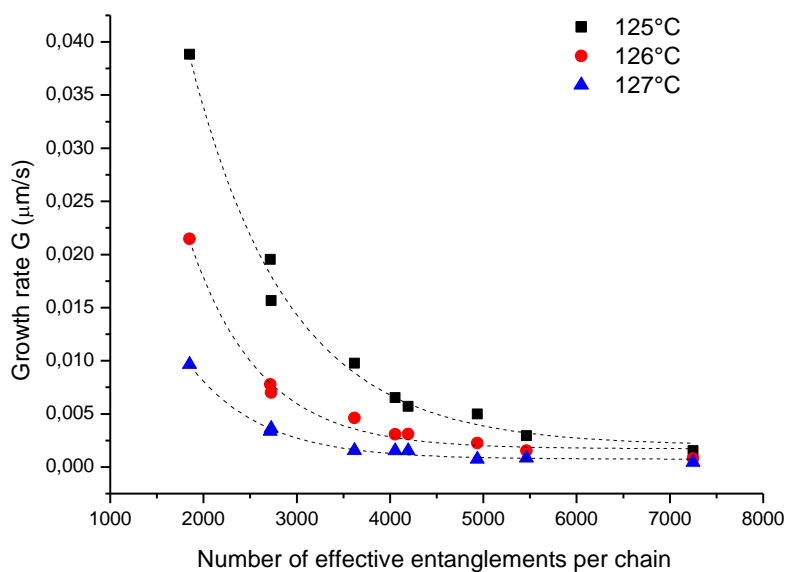 125°C
126°C
127°C
0,040
0,035
0,030
0,025
0,020
0,015
0,010
0,005
0,000
Growth rate G (μm/s)
1000 2000 3000 4000 5000 6000 7000 8000
Number of effective entanglements per chain